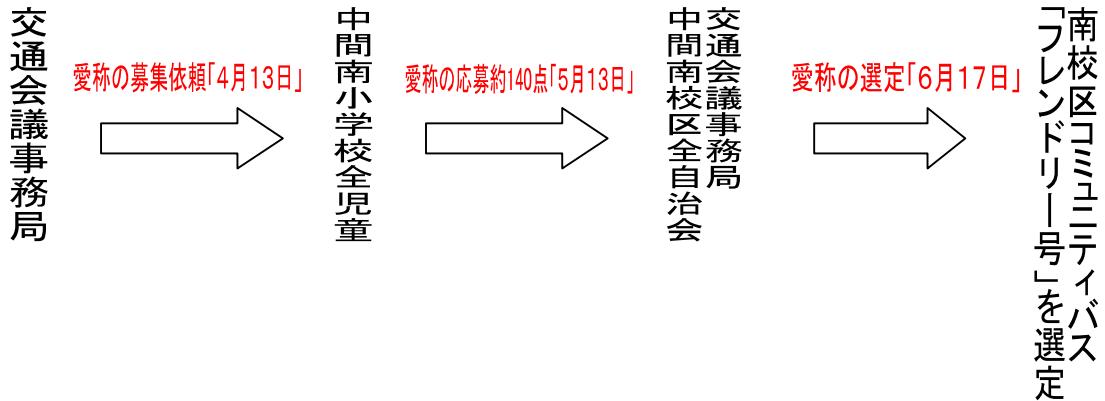 交通会議事務局
愛称の募集依頼「4月13日」
中間南小学校全児童
愛称の応募約140点「5月13日」
交通会議事務局
中間南校区全自治会
愛称の選定「6月17日」
南校区コミュニティバス
「フレンドリー号」を選定